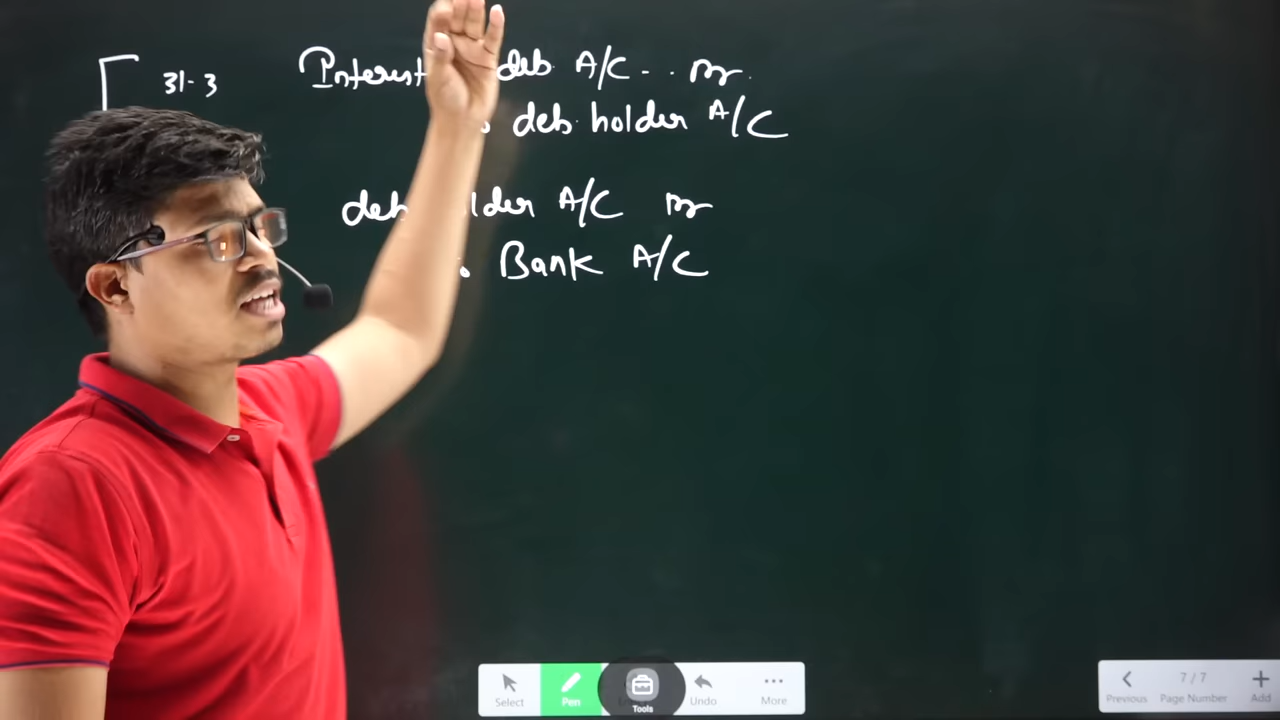 31-3 Interest deb A/C -- Dr.
deb holder A/C
deb lder A/C Dr
Bank A/C
Select Pen Tools Undo More
Previous 7 / 7 Page Number Add